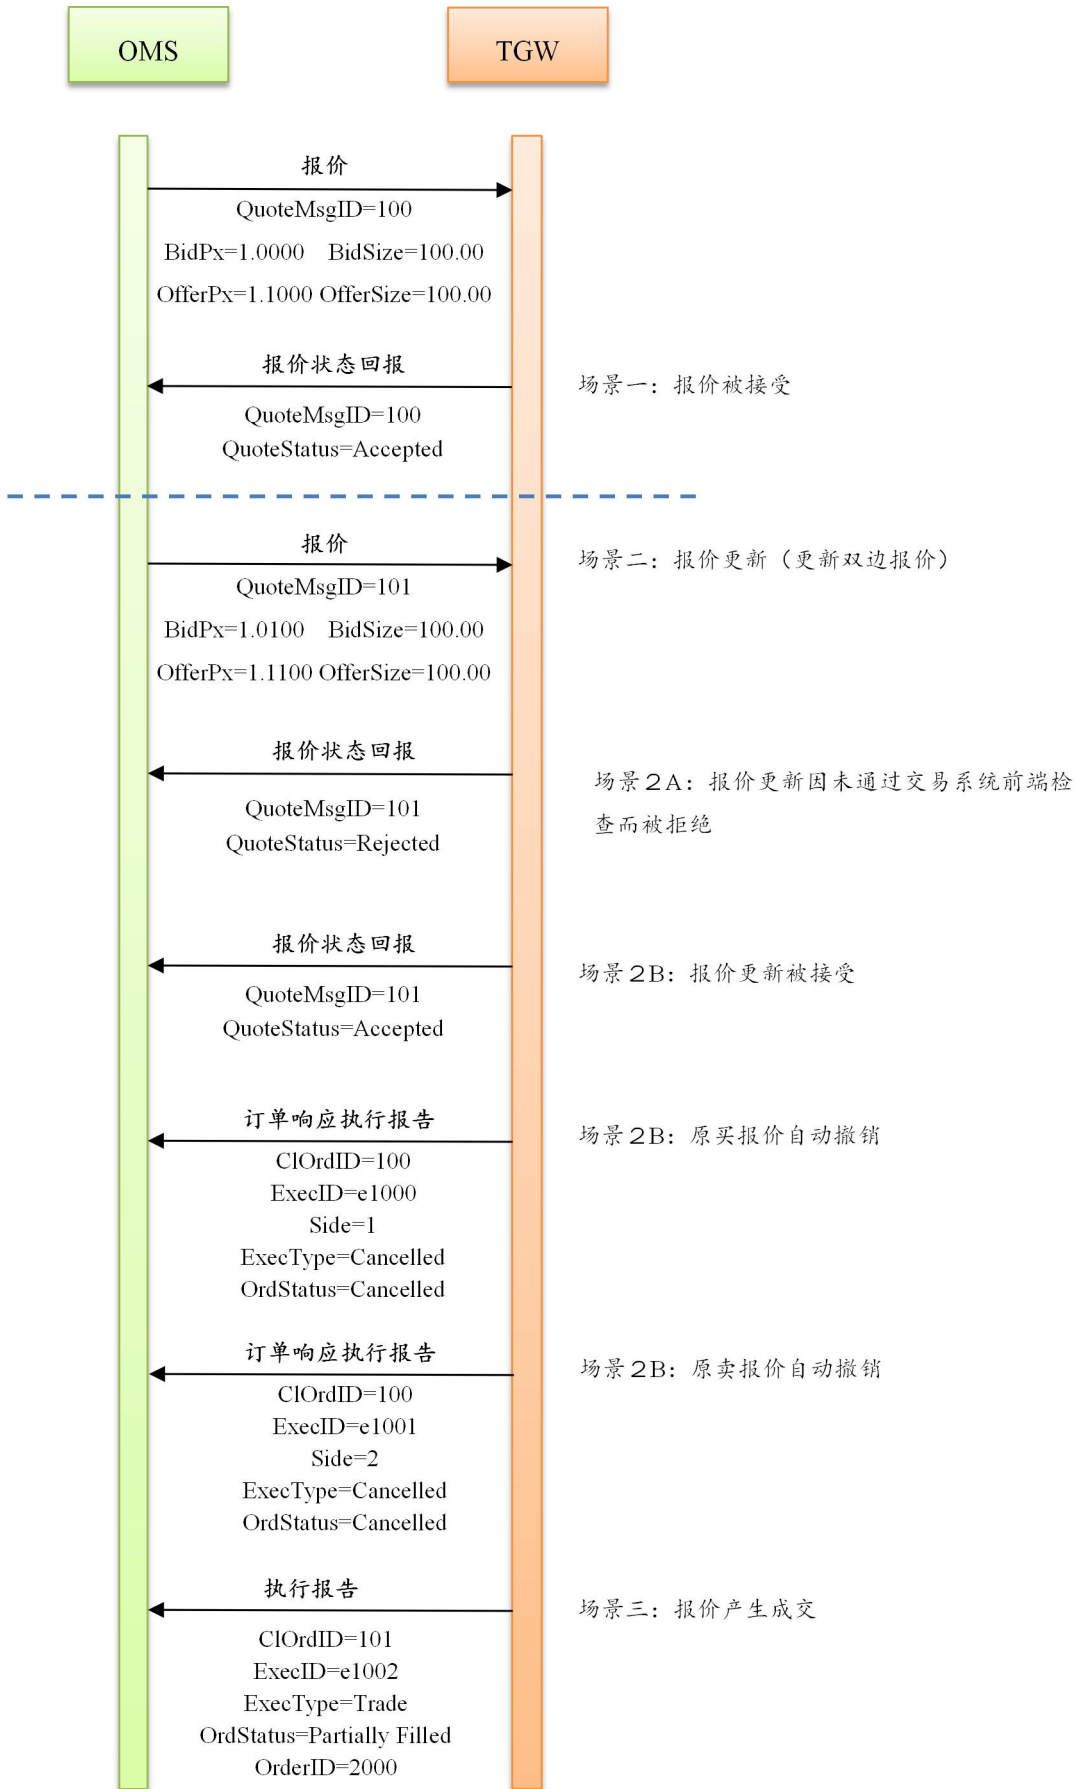 OMS
TGW
报价
QuoteMsgID=100
BidPx=1.0000 BidSize=100.00
OfferPx=1.1000 OfferSize=100.00
报价状态回报
场景一：报价被接受
QuoteMsgID=100
QuoteStatus=Accepted
报价
场景二：报价更新（更新双边报价）
QuoteMsgID=101
BidPx=1.0100 BidSize=100.00
OfferPx=1.1100 OfferSize=100.00
报价状态回报
场景2A：报价更新因未通过交易系统前端检
查而被拒绝
QuoteMsgID=101
QuoteStatus=Rejected
报价状态回报
场景2B：报价更新被接受
QuoteMsgID=101
QuoteStatus=Accepted
订单响应执行报告
场景2B：原买报价自动撤销
ClOrdID=100
ExecID=e1000
Side=1
ExecType=Cancelled
OrdStatus=Cancelled
订单响应执行报告
场景2B：原卖报价自动撤销
ClOrdID=100
ExecID=e1001
Side=2
ExecType=Cancelled
OrdStatus=Cancelled
执行报告
场景三：报价产生成交
ClOrdID=101
ExecID=e1002
ExecType=Trade
OrdStatus=Partially Filled
OrderID=2000